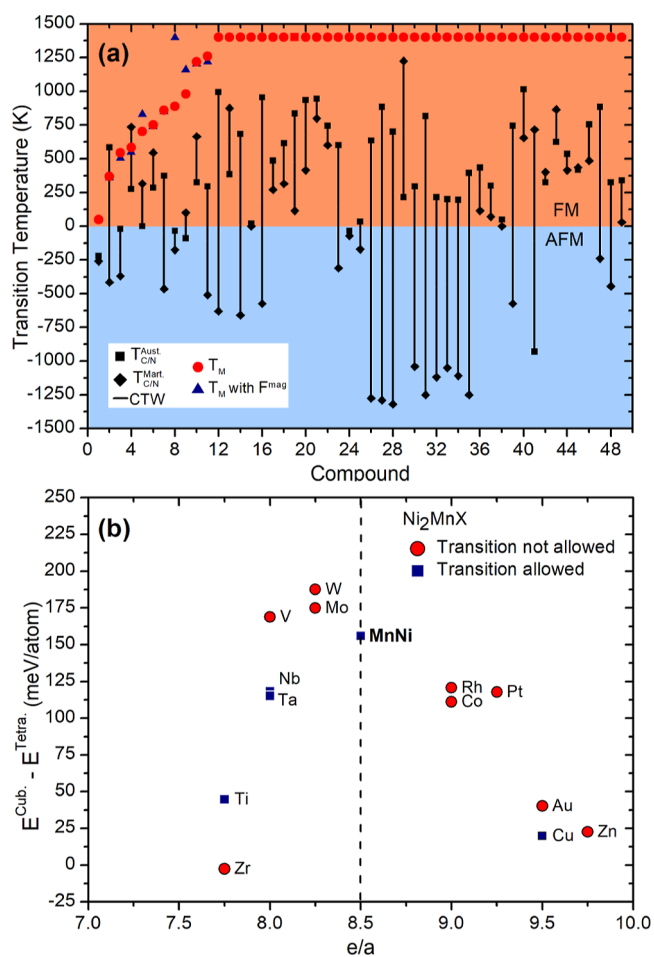 (a)
1500
1250
1000
750
500
250
0
-250
-500
-750
-1000
-1250
-1500
Transition Temperature (K)
FM
AFM
T Aust. C/N
T Mart. C/N
CTW
T M
T M with F mag
0 4 8 12 16 20 24 28 32 36 40 44 48
Compound
(b)
250
225
200
175
150
125
100
75
50
25
0
-25
E Cub. - E Tetra. (meV/atom)
Ni2MnX
Transition not allowed
Transition allowed
W
Mo
V
MnNi
Nb
Ta
Rh
Co
Pt
Ti
Au
Cu
Zn
Zr
7.0 7.5 8.0 8.5 9.0 9.5 10.0
e/a